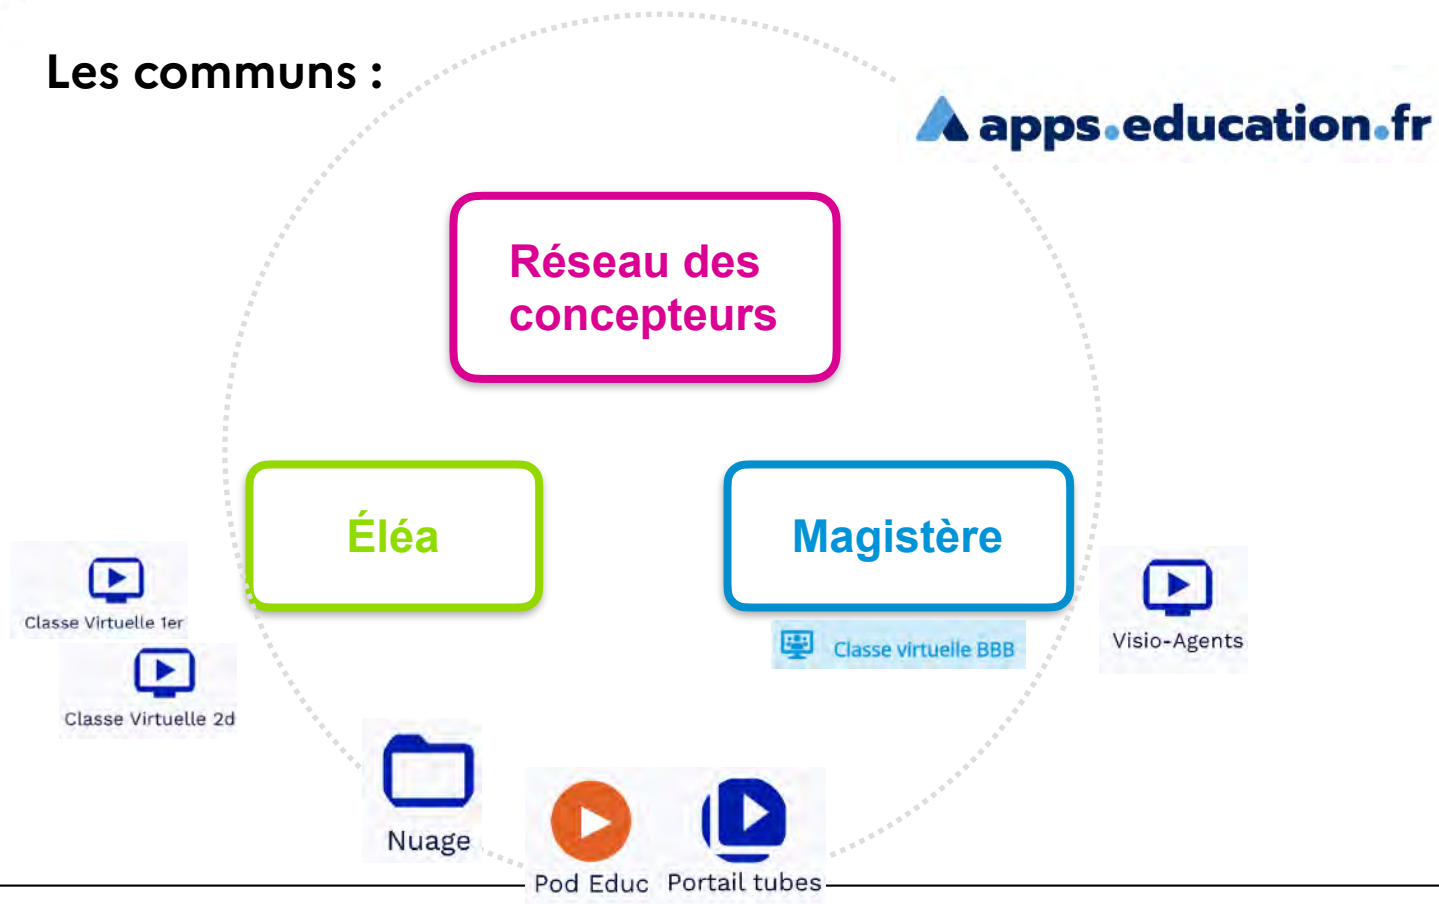 Les communs :
apps.education.fr
Réseau des
concepteurs
Éléa
Magistère
Classe Virtuelle 1er
Classe virtuelle BBB
Visio-Agents
Classe Virtuelle 2d
Nuage
Pod Educ
Portail tubes